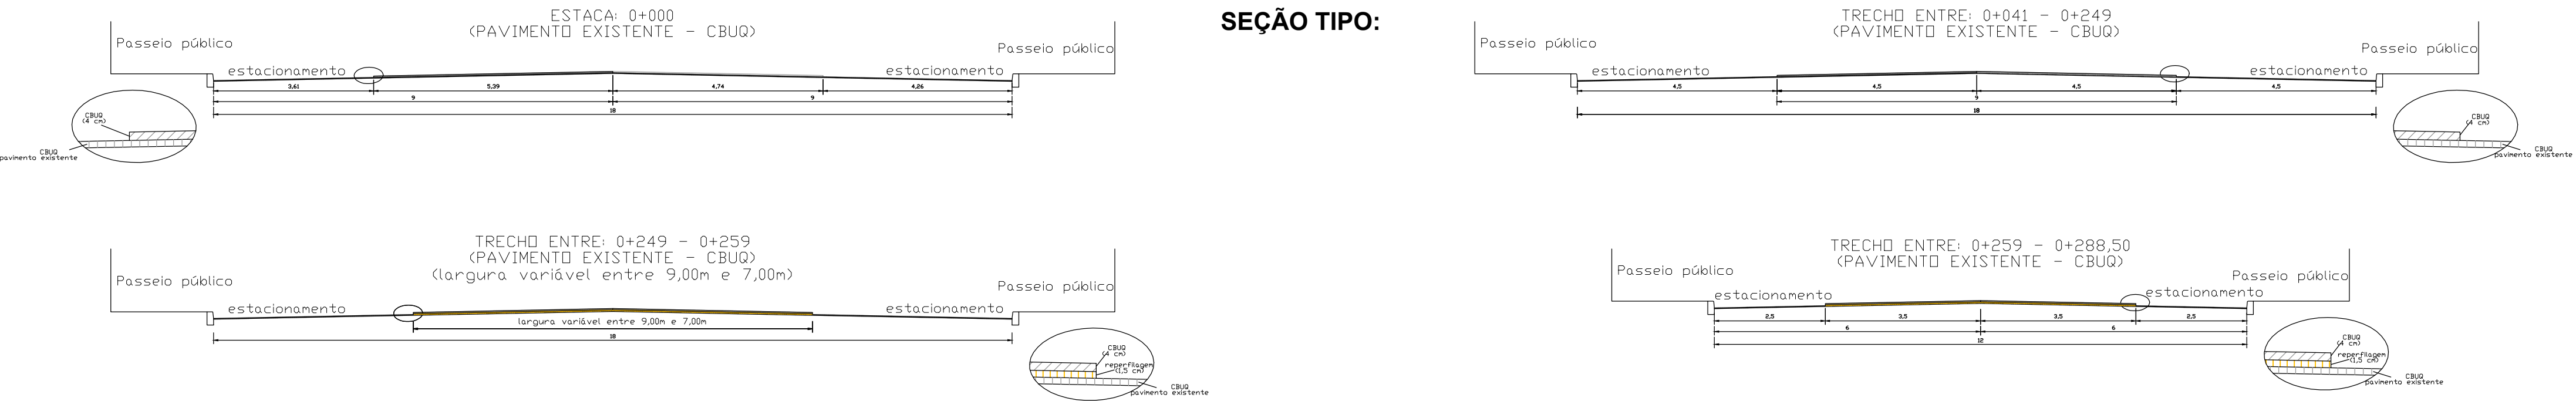 SEÇÃO TIPO:
ESTACA: 0+000
(PAVIMENTO EXISTENTE - CBUQ)
Passeio público
Passeio público
estacionamento
estacionamento
3,61
5,39
4,74
4,26
9
9
18
CBUQ
(4 cm)
CBUQ
pavimento existente
TRECHO ENTRE: 0+041 - 0+249
(PAVIMENTO EXISTENTE - CBUQ)
Passeio público
Passeio público
estacionamento
estacionamento
4,5
4,5
4,5
4,5
9
18
CBUQ
(4 cm)
CBUQ
pavimento existente
TRECHO ENTRE: 0+249 - 0+259
(PAVIMENTO EXISTENTE - CBUQ)
(largura variável entre 9,00m e 7,00m)
Passeio público
Passeio público
estacionamento
estacionamento
largura variável entre 9,00m e 7,00m
18
CBUQ
(4 cm)
reperfilagem
(1,5 cm)
CBUQ
pavimento existente
TRECHO ENTRE: 0+259 - 0+288,50
(PAVIMENTO EXISTENTE - CBUQ)
Passeio público
Passeio público
estacionamento
estacionamento
2,5
3,5
3,5
2,5
6
6
12
CBUQ
(4 cm)
reperfilagem
(1,5 cm)
CBUQ
pavimento existente